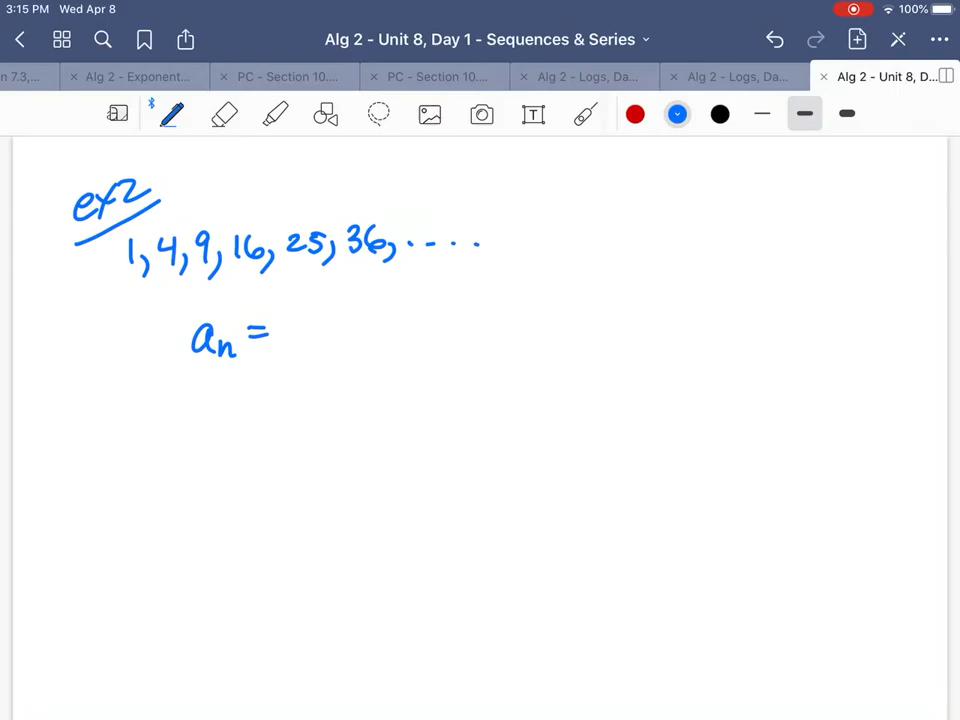 3:15 PM Wed Apr 8 100%
Alg 2 - Unit 8, Day 1 - Sequences & Series
n 7.3,... Alg 2 - Exponent... PC - Section 10.... PC - Section 10.... Alg 2 - Logs, Da... Alg 2 - Logs, Da... Alg 2 - Unit 8, D...
ex2
1, 4, 9, 16, 25, 36, .....
aₙ =